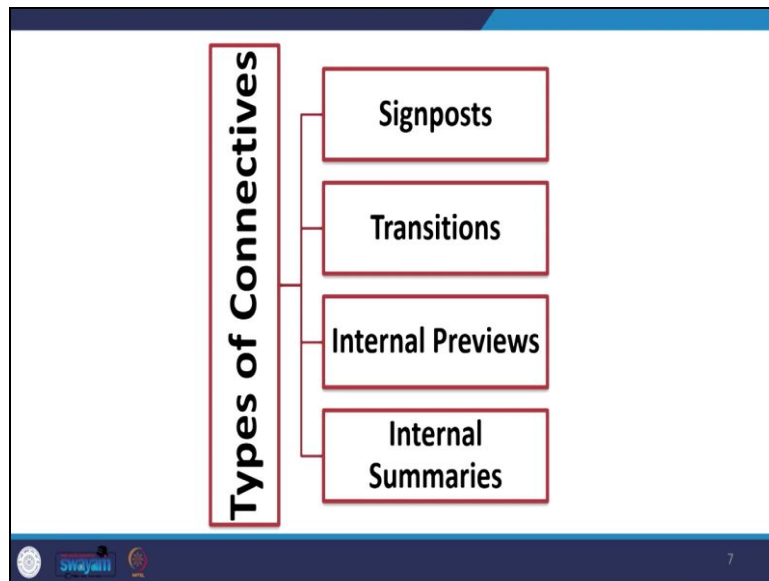 Types of Connectives
Signposts
Transitions
Internal Previews
Internal
Summaries
swayam
7